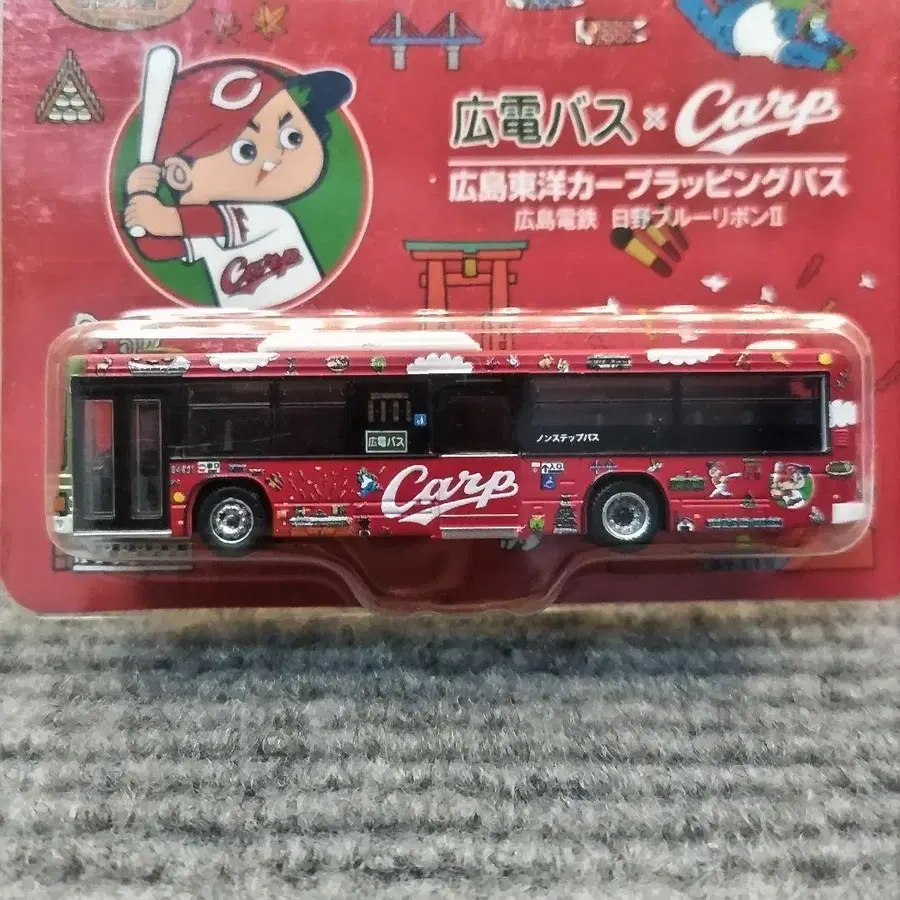 広電バス×Carp
広島東洋カープラッピングバス
広島電鉄 日野ブルーリボンⅡ
C
Carp
広電バス
ノンステップバス
Carp